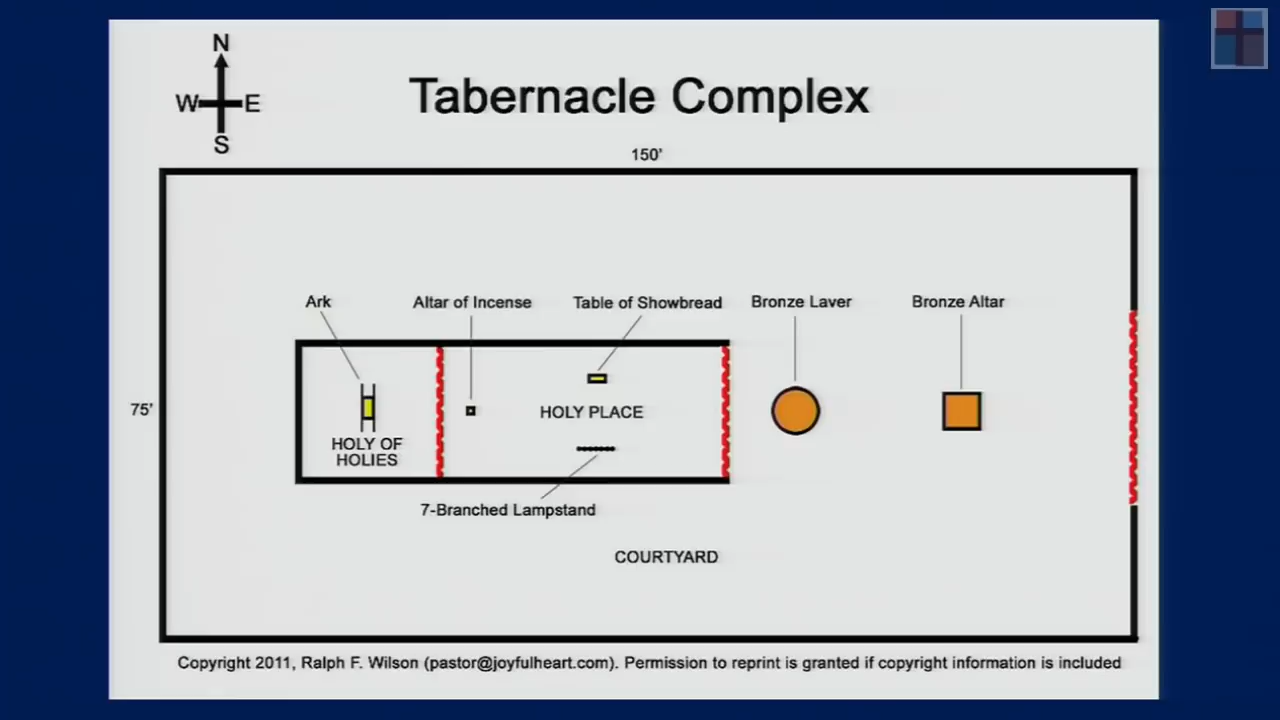 N
W E
S
Tabernacle Complex
150'
Ark
Altar of Incense
Table of Showbread
Bronze Laver
Bronze Altar
75'
HOLY PLACE
HOLY OF
HOLIES
7-Branched Lampstand
COURTYARD
Copyright 2011, Ralph F. Wilson (pastor@joyfulheart.com). Permission to reprint is granted if copyright information is included